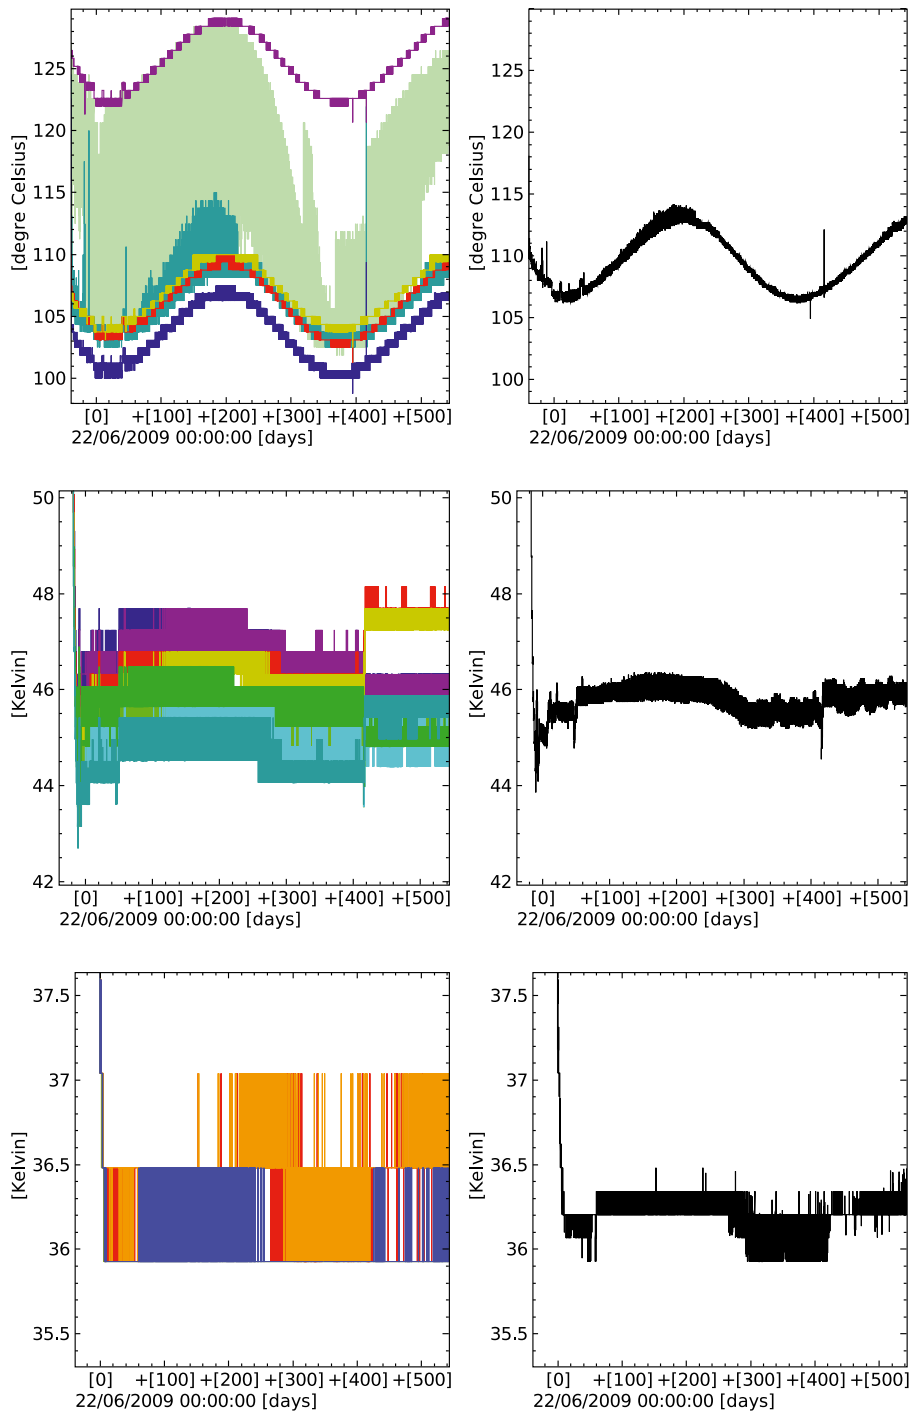 [degre Celsius]
125
120
115
110
105
100
[0] +[100] +[200] +[300] +[400] +[500]
22/06/2009 00:00:00 [days]
[degre Celsius]
125
120
115
110
105
100
[0] +[100] +[200] +[300] +[400] +[500]
22/06/2009 00:00:00 [days]
[Kelvin]
50
48
46
44
42
[0] +[100] +[200] +[300] +[400] +[500]
22/06/2009 00:00:00 [days]
[Kelvin]
50
48
46
44
42
[0] +[100] +[200] +[300] +[400] +[500]
22/06/2009 00:00:00 [days]
[Kelvin]
37.5
37
36.5
36
35.5
[0] +[100] +[200] +[300] +[400] +[500]
22/06/2009 00:00:00 [days]
[Kelvin]
37.5
37
36.5
36
35.5
[0] +[100] +[200] +[300] +[400] +[500]
22/06/2009 00:00:00 [days]